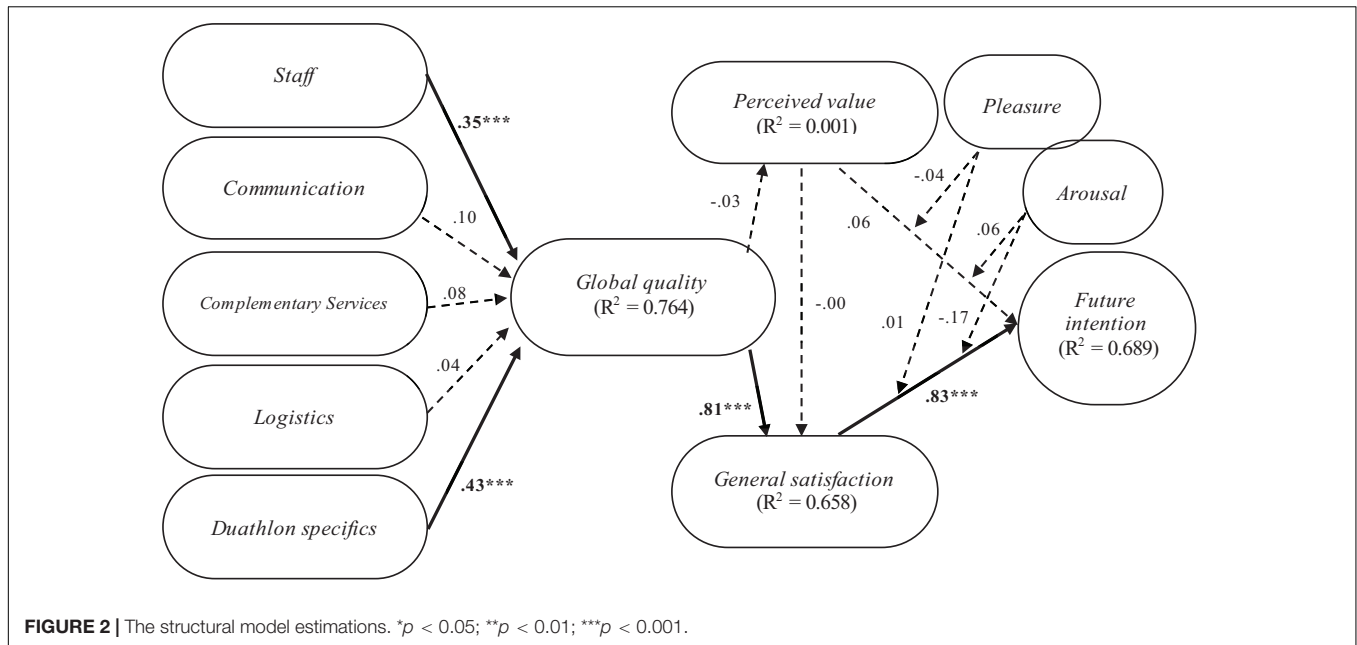 Staff
Communication
Complementary Services
Logistics
Duathlon specifics
.35***
.10
.08
.04
.43***
Global quality
(R² = 0.764)
-.03
.81***
Perceived value
(R² = 0.001)
-.00
General satisfaction
(R² = 0.658)
Pleasure
Arousal
-.04
.06
.06
.01
-.17
.83***
Future
intention
(R² = 0.689)
FIGURE 2 | The structural model estimations. *p < 0.05; **p < 0.01; ***p < 0.001.